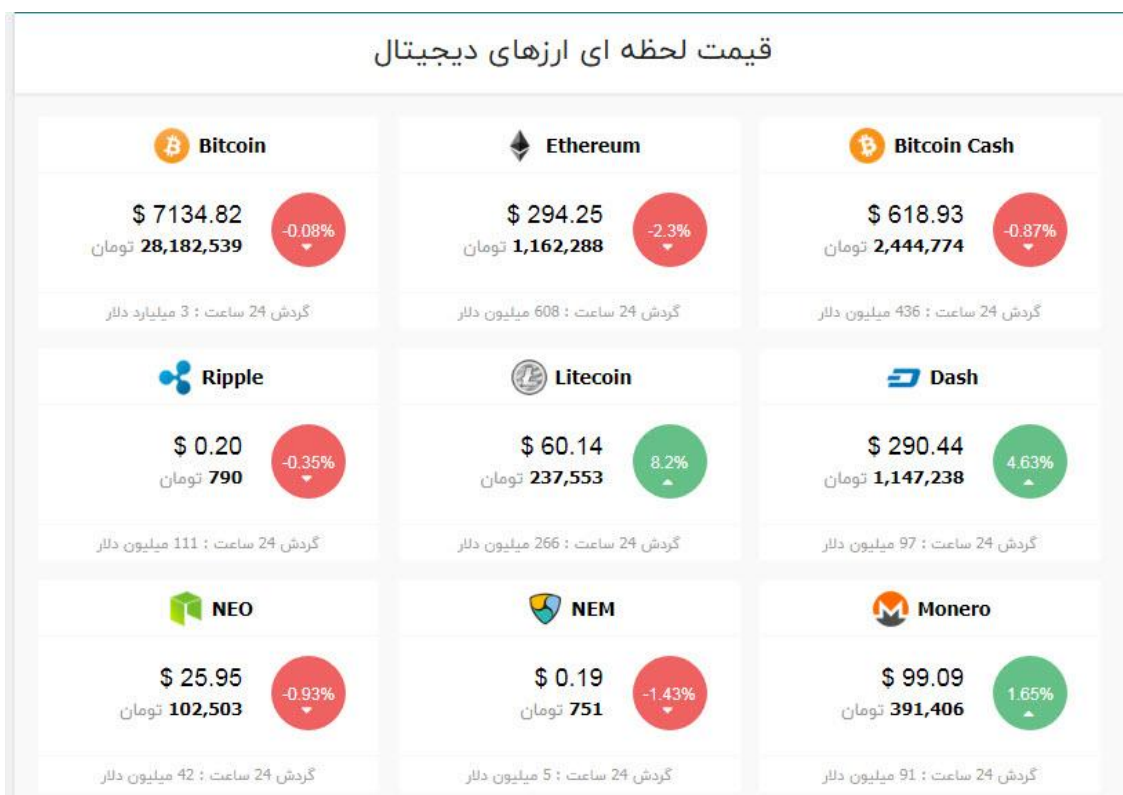 قیمت لحظه ای ارزهای دیجیتال
Bitcoin
$ 7134.82
28,182,539 تومان
-0.08%
گردش 24 ساعت : 3 میلیارد دلار
Ethereum
$ 294.25
1,162,288 تومان
-2.3%
گردش 24 ساعت : 608 میلیون دلار
Bitcoin Cash
$ 618.93
2,444,774 تومان
-0.87%
گردش 24 ساعت : 436 میلیون دلار
Ripple
$ 0.20
790 تومان
-0.35%
گردش 24 ساعت : 111 میلیون دلار
Litecoin
$ 60.14
237,553 تومان
8.2%
گردش 24 ساعت : 266 میلیون دلار
Dash
$ 290.44
1,147,238 تومان
4.63%
گردش 24 ساعت : 97 میلیون دلار
NEO
$ 25.95
102,503 تومان
-0.93%
گردش 24 ساعت : 42 میلیون دلار
NEM
$ 0.19
751 تومان
-1.43%
گردش 24 ساعت : 5 میلیون دلار
Monero
$ 99.09
391,406 تومان
1.65%
گردش 24 ساعت : 91 میلیون دلار